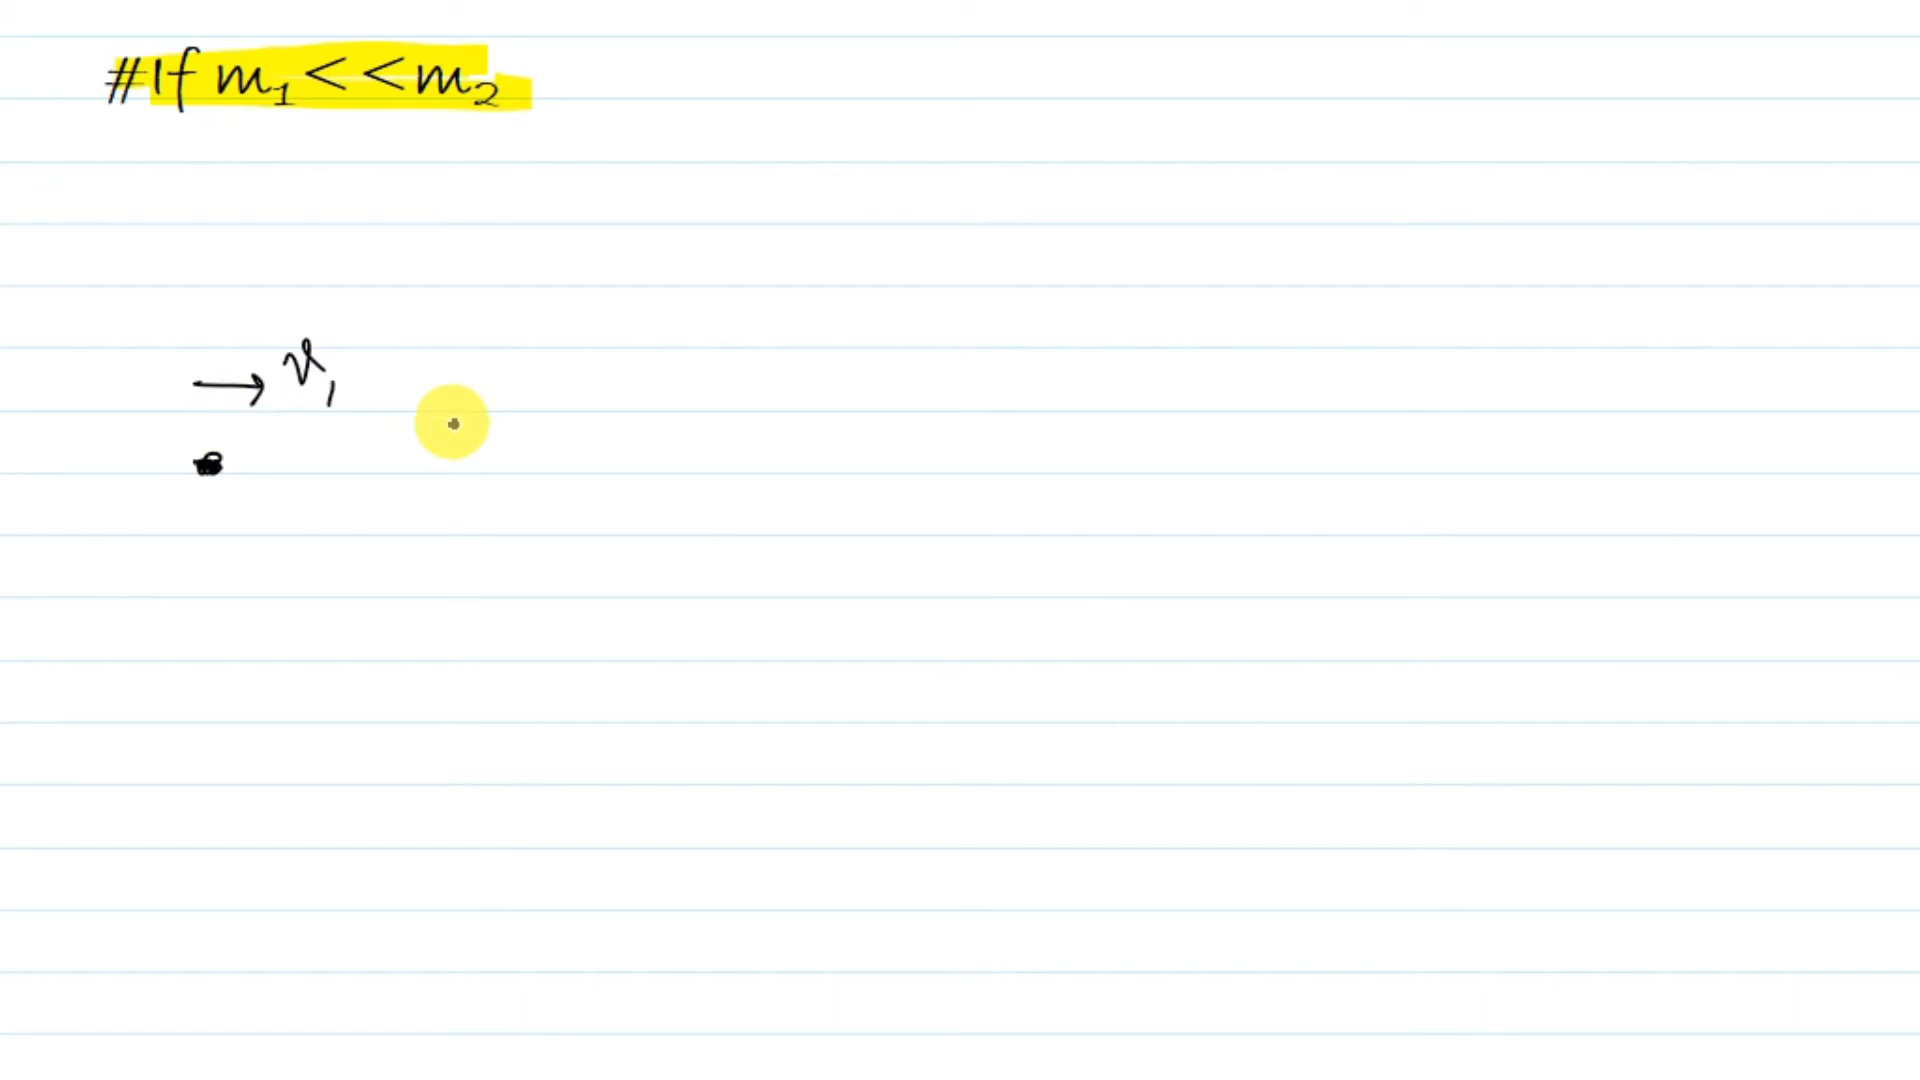 #If m₁ < < m₂
→ v₁